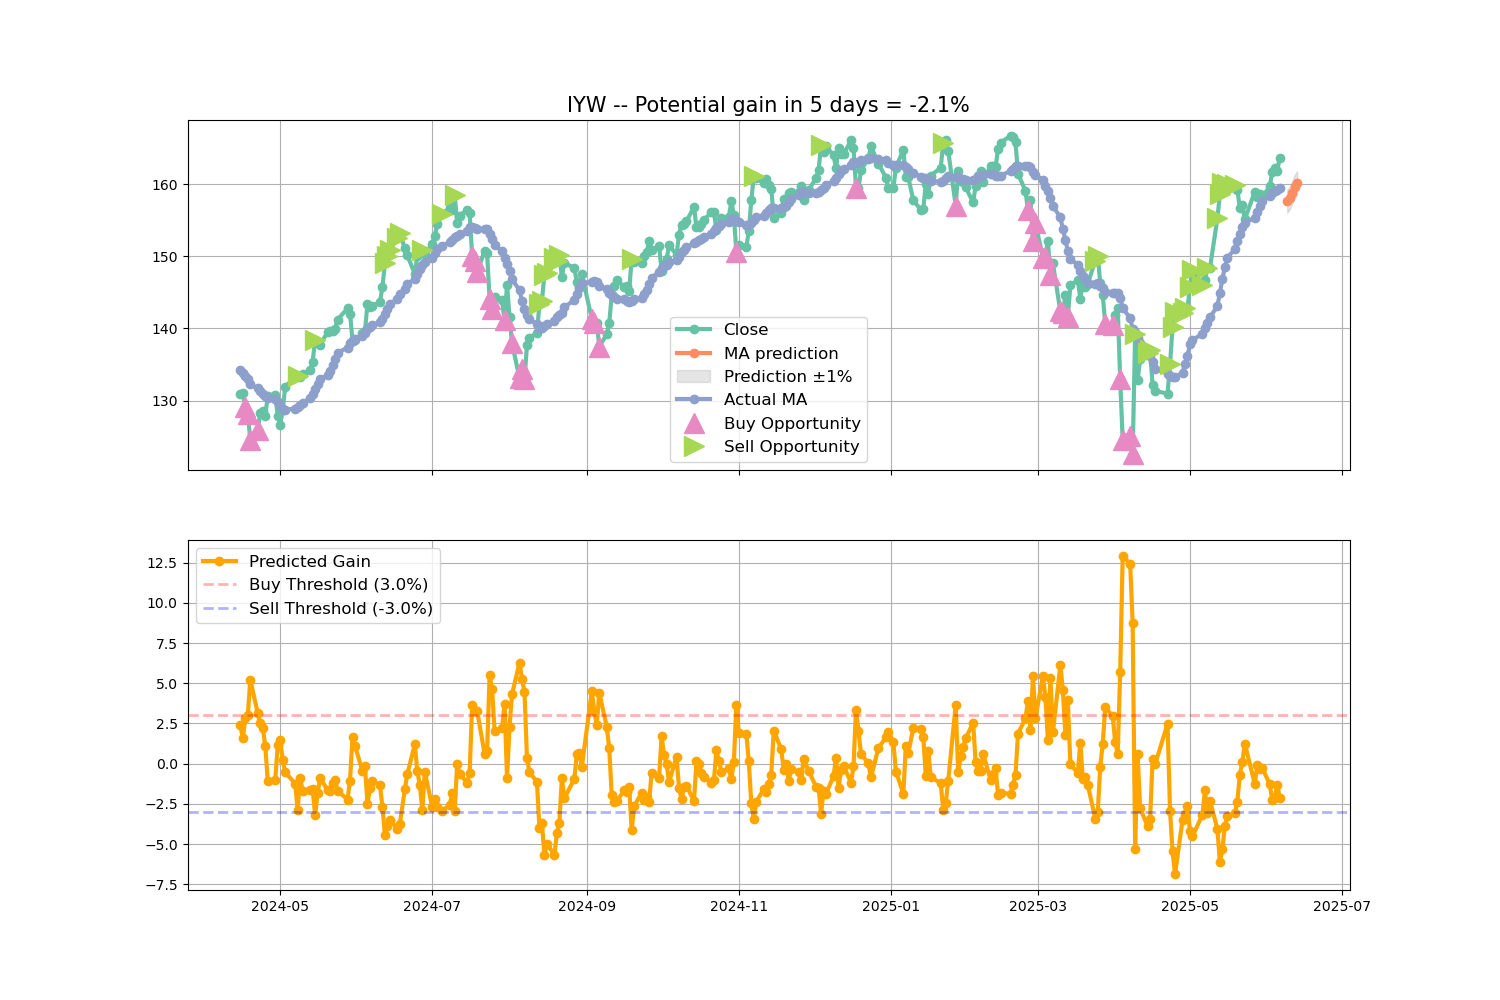 IYW -- Potential gain in 5 days = -2.1%
160
150
140
130
Close
MA prediction
Prediction ±1%
Actual MA
Buy Opportunity
Sell Opportunity
12.5
10.0
7.5
5.0
2.5
0.0
−2.5
−5.0
−7.5
Predicted Gain
Buy Threshold (3.0%)
Sell Threshold (-3.0%)
2024-05
2024-07
2024-09
2024-11
2025-01
2025-03
2025-05
2025-07